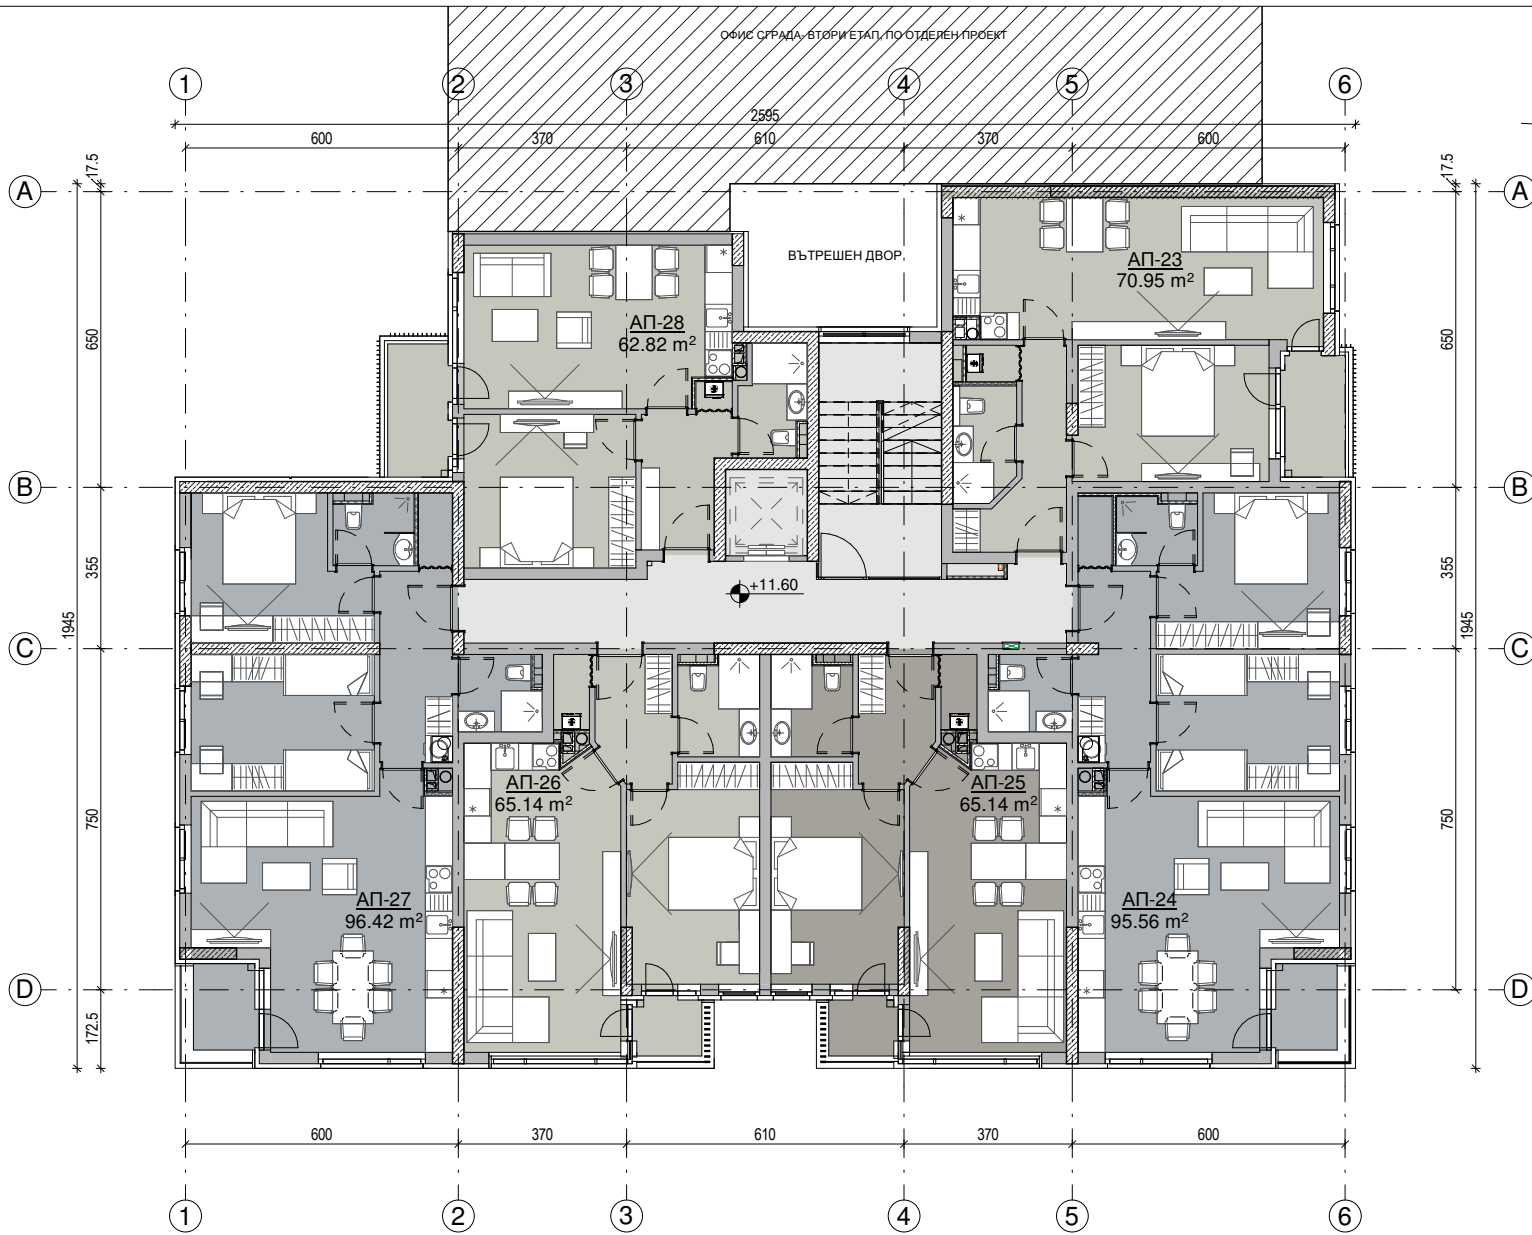 ОФИС СГРАДА- ВТОРИ ЕТАП, ПО ОТДЕЛЕН ПРОЕКТ
1 2 3 4 5 6
2595
600 370 610 370 600
17.5 17.5
A A
ВЪТРЕШЕН ДВОР
АП-23
70.95 m²
АП-28
62.82 m²
650 650
B B
355 355
+11.60
1945 1945
C C
АП-26
65.14 m²
АП-25
65.14 m²
750 750
АП-27
96.42 m²
АП-24
95.56 m²
D D
172.5
600 370 610 370 600
1 2 3 4 5 6